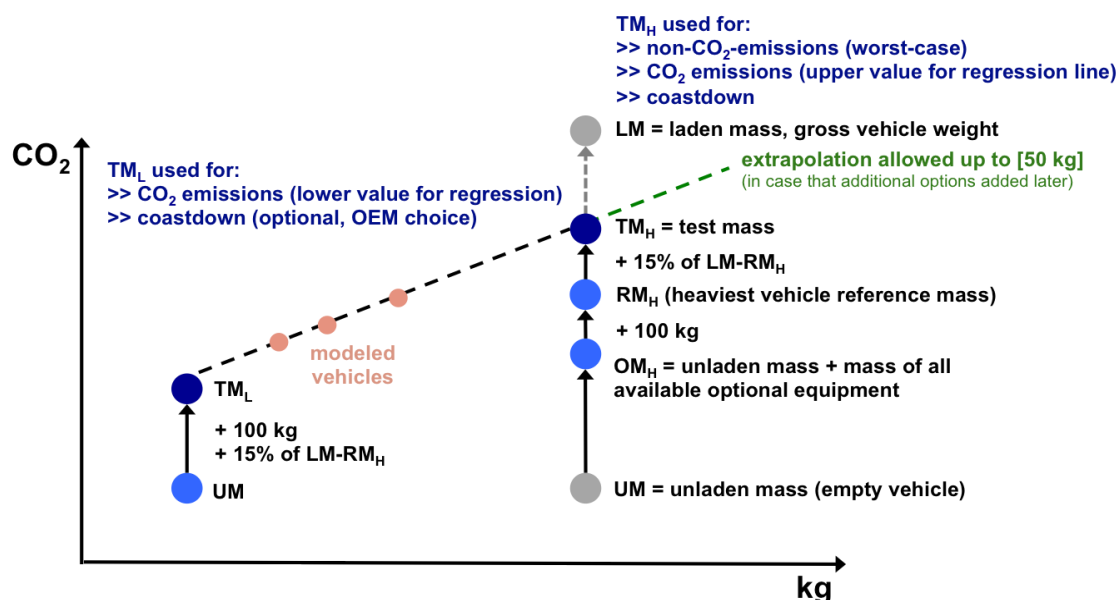 TMH used for:
>> non-CO2-emissions (worst-case)
>> CO2 emissions (upper value for regression line)
>> coastdown
LM = laden mass, gross vehicle weight
CO2
TML used for:
>> CO2 emissions (lower value for regression)
>> coastdown (optional, OEM choice)
extrapolation allowed up to [50 kg]
(in case that additional options added later)
TMH = test mass
+ 15% of LM-RMH
RMH (heaviest vehicle reference mass)
+ 100 kg
OMH = unladen mass + mass of all
available optional equipment
modeled
vehicles
TML
+ 100 kg
+ 15% of LM-RMH
UM
UM = unladen mass (empty vehicle)
kg